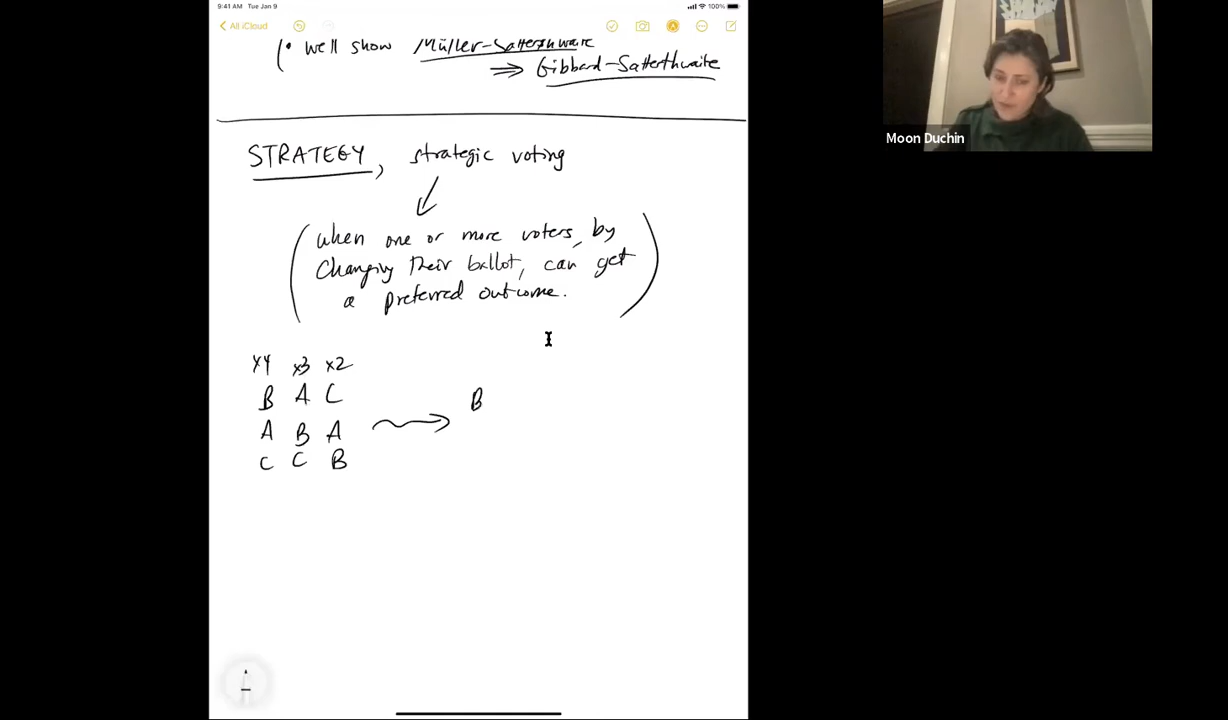 9:41 AM Tue Jan 9
100%
All iCloud
(• we'll show Müller-Satterthwaite
⇒ Gibbard-Satterthwaite
Moon Duchin
STRATEGY, strategic voting
(when one or more voters, by
changing their ballot, can get
a preferred outcome.)
x4 x3 x2
B A C
A B A
C C B
B